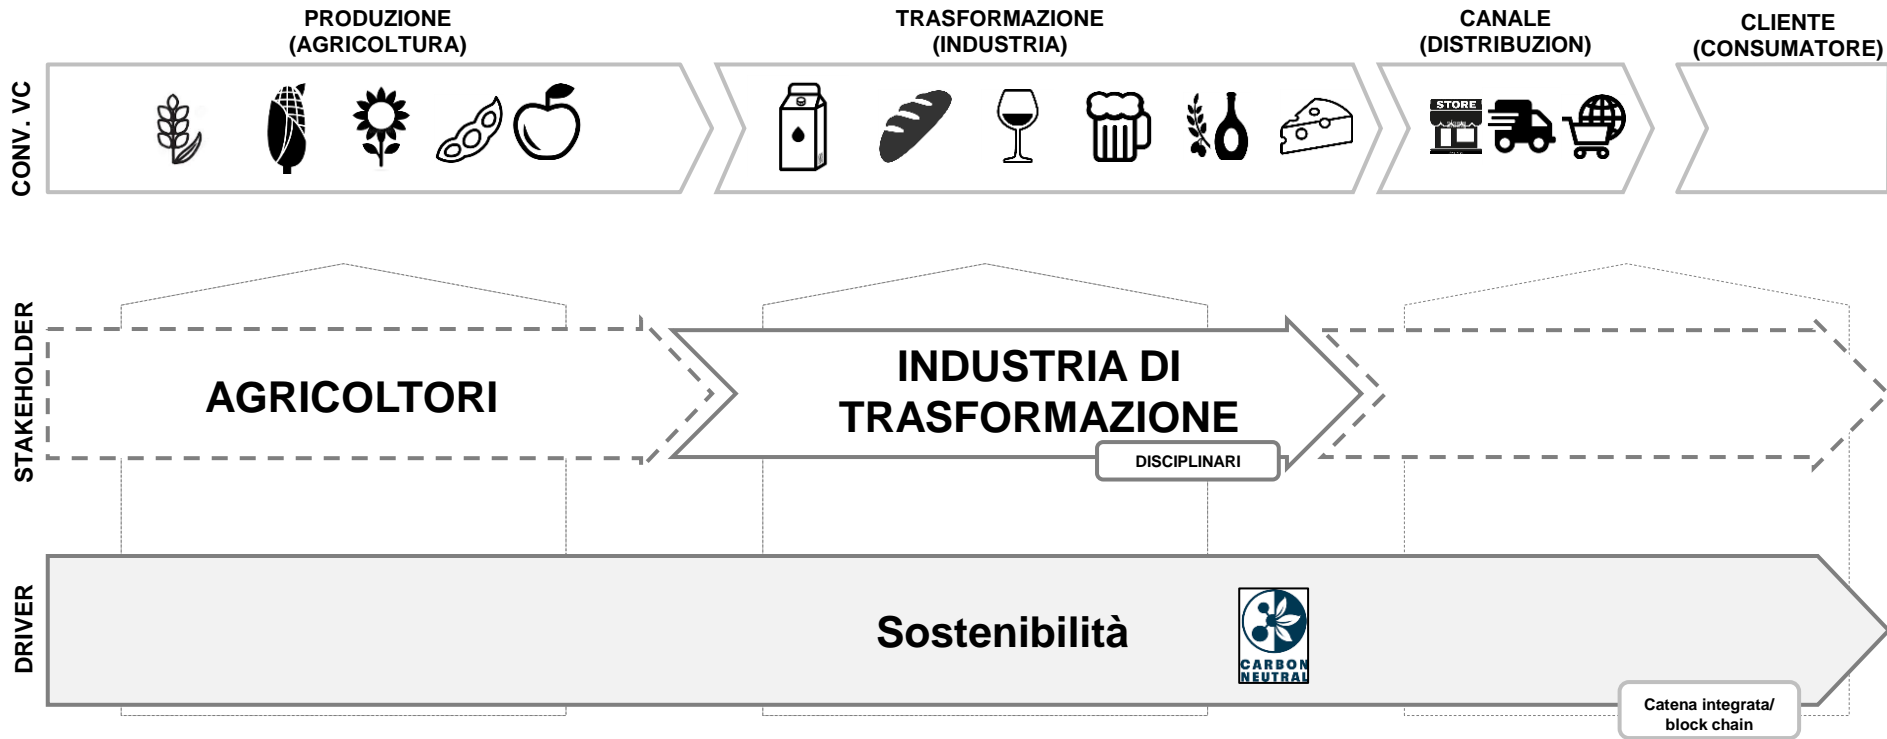 PRODUZIONE
(AGRICOLTURA)
TRASFORMAZIONE
(INDUSTRIA)
CANALE
(DISTRIBUZION)
CLIENTE
(CONSUMATORE)
CONV. VC
STORE
STAKEHOLDER
AGRICOLTORI
INDUSTRIA DI
TRASFORMAZIONE
DISCIPLINARI
DRIVER
Sostenibilità
CARBON
NEUTRAL
Catena integrata/
block chain